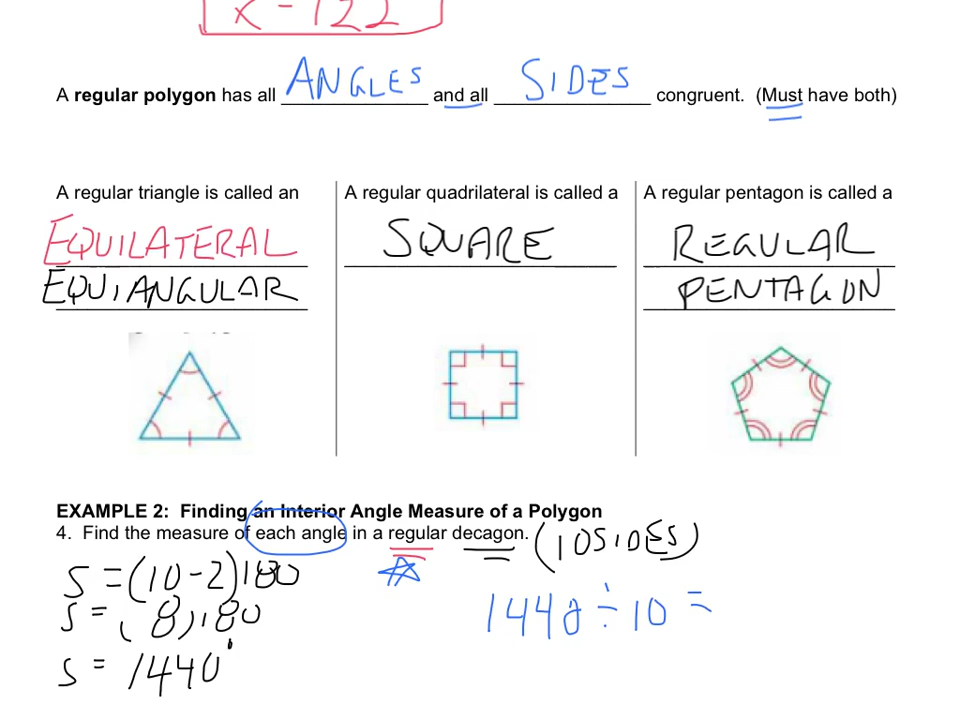 x = 122
A regular polygon has all ANGLES and all SIDES congruent. (Must have both)
A regular triangle is called an
EQUILATERAL
EQUIANGULAR
A regular quadrilateral is called a
SQUARE
A regular pentagon is called a
REGULAR
PENTAGON
EXAMPLE 2: Finding an Interior Angle Measure of a Polygon
4. Find the measure of each angle in a regular decagon. (10 SIDES)
S = (10-2)180
S = (8)180
S = 1440°
1440 ÷ 10 =